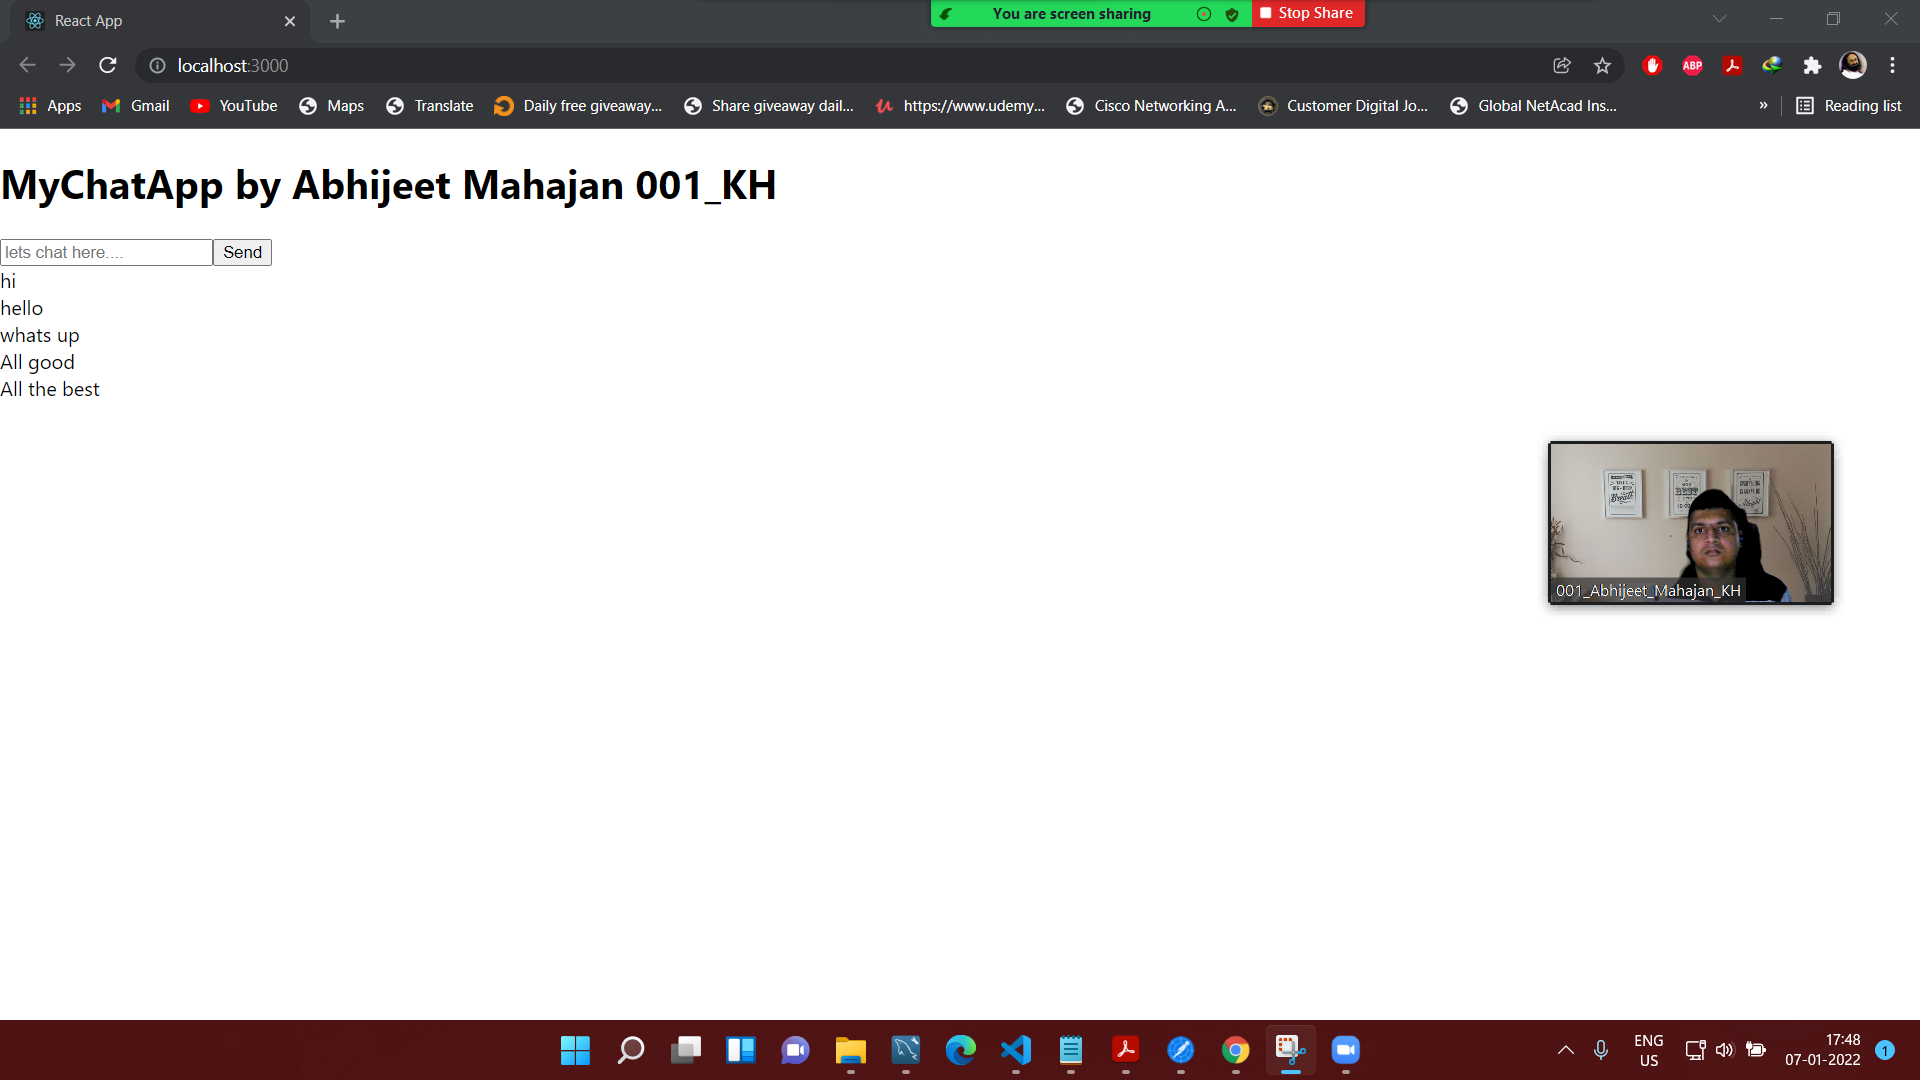 React App
You are screen sharing
Stop Share
localhost:3000
ABP
Apps
Gmail
YouTube
Maps
Translate
Daily free giveaway...
Share giveaway dail...
https://www.udemy...
Cisco Networking A...
Customer Digital Jo...
Global NetAcad Ins...
»
Reading list
MyChatApp by Abhijeet Mahajan 001_KH
lets chat here....
Send
hi
hello
whats up
All good
All the best
Breath
BEST
001_Abhijeet_Mahajan_KH
ENG
US
17:48
07-01-2022
1